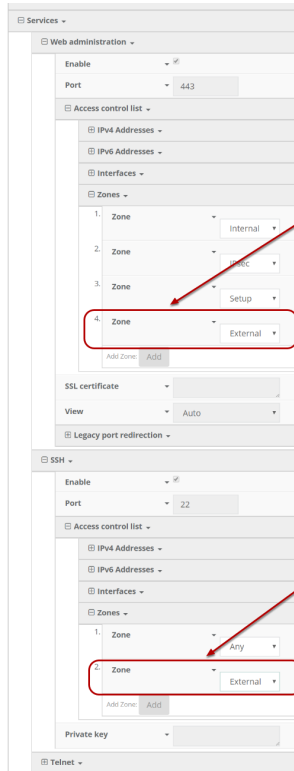 Services
Web administration
Enable
Port 443
Access control list
IPv4 Addresses
IPv6 Addresses
Interfaces
Zones
1. Zone Internal
2. Zone IPsec
3. Zone Setup
4. Zone External
Add Zone: Add
SSL certificate
View Auto
Legacy port redirection
SSH
Enable
Port 22
Access control list
IPv4 Addresses
IPv6 Addresses
Interfaces
Zones
1. Zone Any
2. Zone External
Add Zone: Add
Private key
Telnet